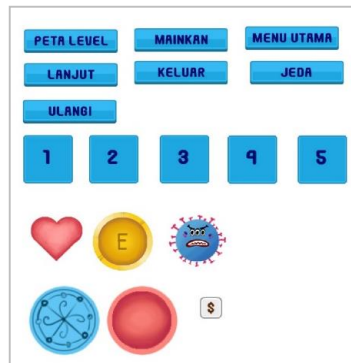 PETA LEVEL MAINKAN MENU UTAMA
LANJUT KELUAR JEDA
ULANGI
1 2 3 4 5
E
$